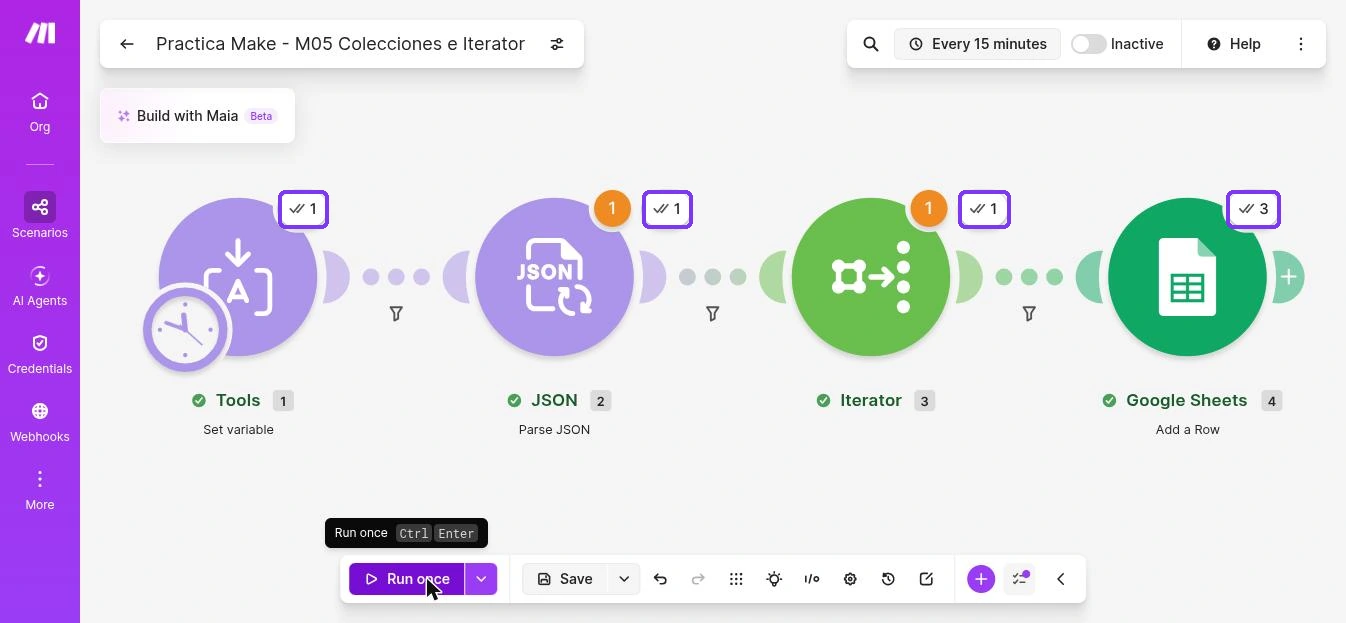 Practica Make - M05 Colecciones e Iterator
Every 15 minutes
Inactive
Help
Build with Maia Beta
Org
Scenarios
AI Agents
Credentials
Webhooks
More
1
1
1
1
1
3
JSON
A
Tools 1
Set variable
JSON 2
Parse JSON
Iterator 3
Google Sheets 4
Add a Row
Run once Ctrl Enter
Run once
Save